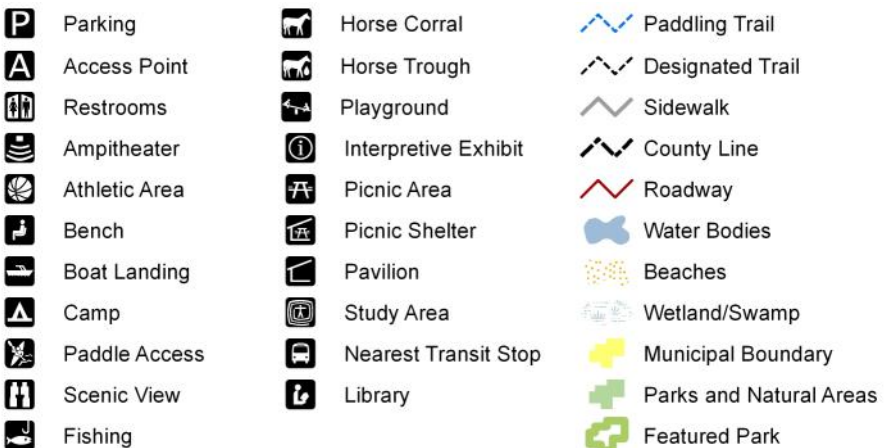 P Parking
A Access Point
Restrooms
Ampitheater
Athletic Area
Bench
Boat Landing
Camp
Paddle Access
Scenic View
Fishing
Horse Corral
Horse Trough
Playground
Interpretive Exhibit
Picnic Area
Picnic Shelter
Pavilion
Study Area
Nearest Transit Stop
Library
Paddling Trail
Designated Trail
Sidewalk
County Line
Roadway
Water Bodies
Beaches
Wetland/Swamp
Municipal Boundary
Parks and Natural Areas
Featured Park